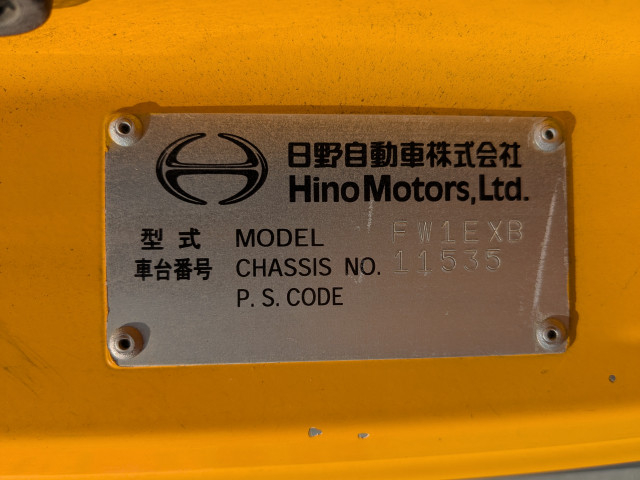 日野自動車株式会社
Hino Motors, Ltd.
型式 MODEL FW1EXB
車台番号 CHASSIS NO. 11535
P.S.CODE